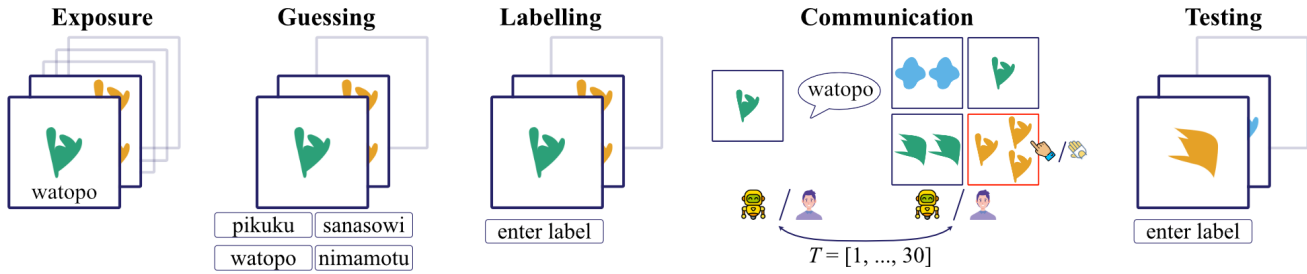 Exposure
Guessing
Labelling
Communication
Testing
watopo
pikuku
sanasowi
watopo
nimamotu
enter label
watopo
T = [1, ..., 30]
enter label